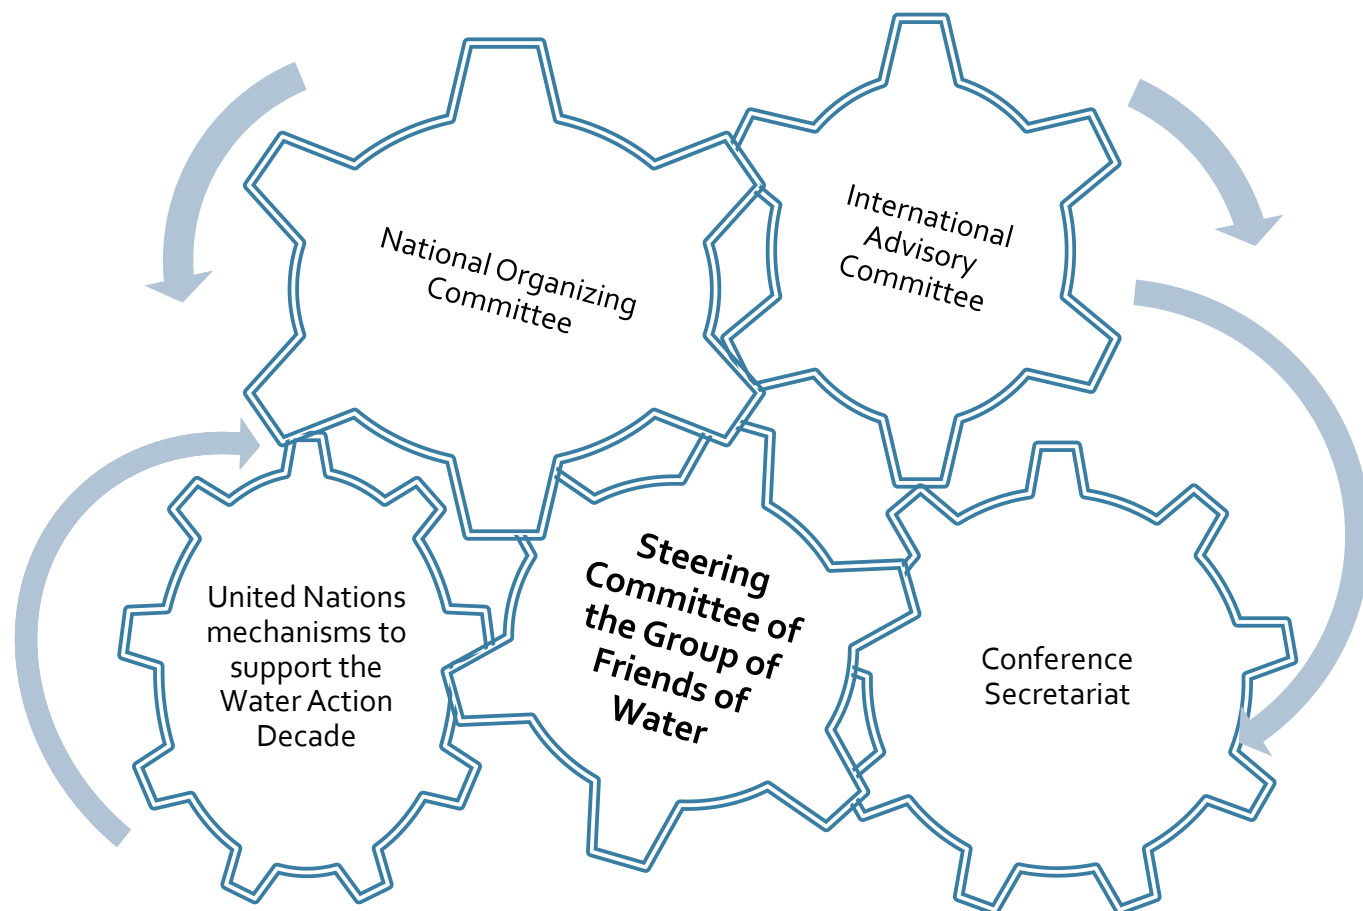 National Organizing
Committee
International
Advisory
Committee
United Nations
mechanisms to
support the
Water Action
Decade
Steering
Committee of
the Group of
Friends of
Water
Conference
Secretariat